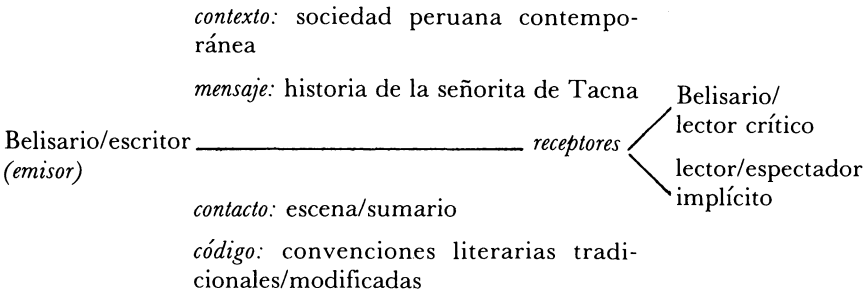 contexto: sociedad peruana contempo-
ránea
mensaje: historia de la señorita de Tacna
Belisario/
lector crítico
Belisario/escritor
(emisor)
receptores
lector/espectador
implícito
contacto: escena/sumario
código: convenciones literarias tradi-
cionales/modificadas